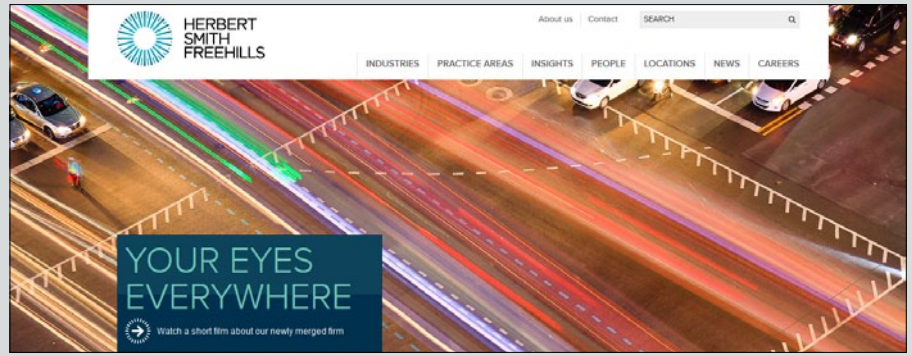 HERBERT
SMITH
FREEHILLS
About us
Contact
SEARCH
INDUSTRIES
PRACTICE AREAS
INSIGHTS
PEOPLE
LOCATIONS
NEWS
CAREERS
YOUR EYES
EVERYWHERE
Watch a short film about our newly merged firm